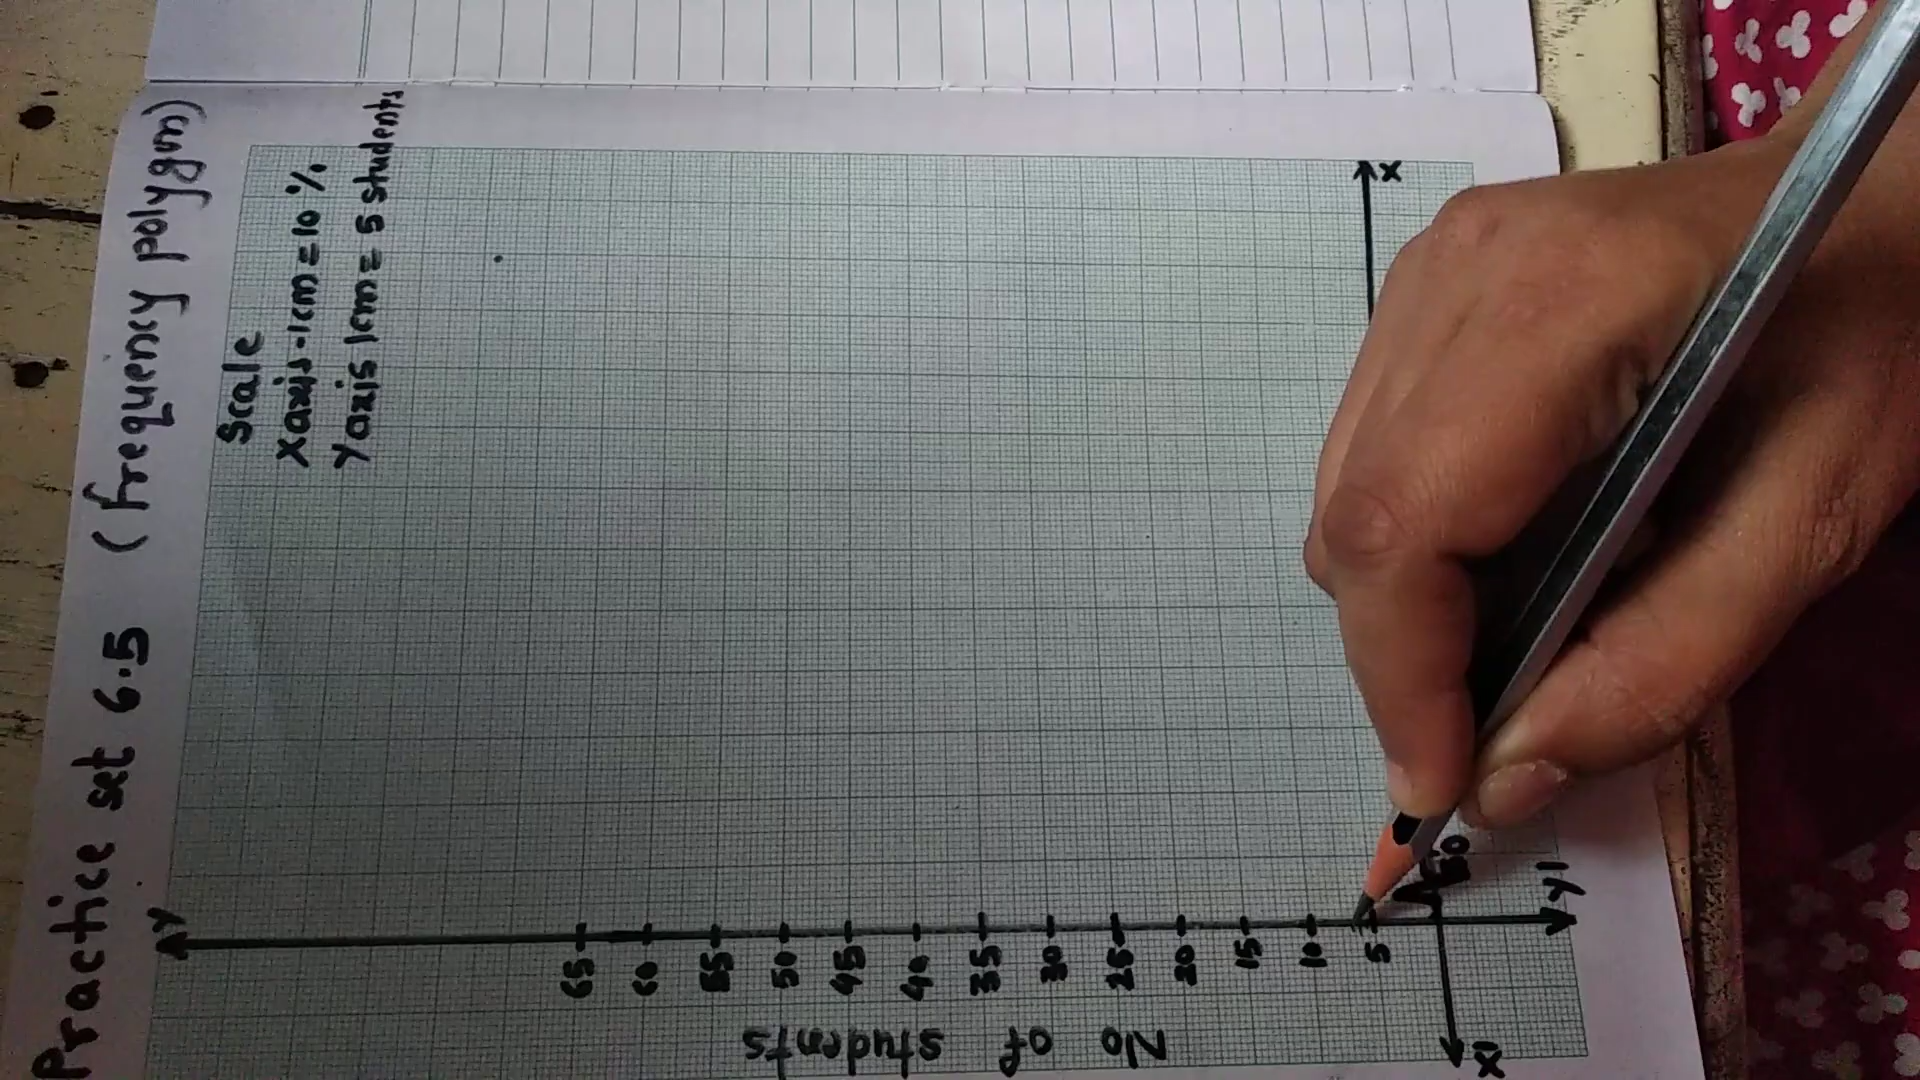 Practice set 6.5 (frequency polygon)
Scale
X axis - 1cm = 10 %
Y axis 1cm = 5 students
Y
65
60
55
50
45
40
35
30
25
20
15
10
5
No of students
X
X1
Y1